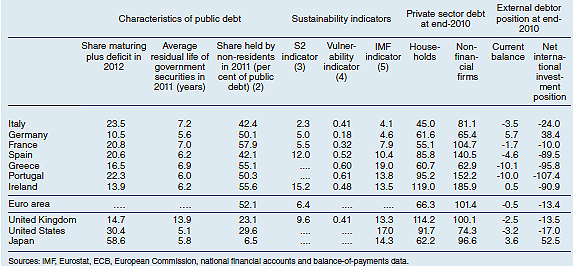 Characteristics of public debt Sustainability indicators Private sector debt at end-2010 External debtor position at end-2010
Share maturing plus deficit in 2012 Average residual life of government securities in 2011 (years) Share held by non-residents in 2011 (per cent of public debt) (2) S2 indicator (3) Vulner-ability indicator (4) IMF indicator (5) House-holds Non-finan-cial firms Current balance Net interna-tional invest-ment position
Italy 23.5 7.2 42.4 2.3 0.41 4.1 45.0 81.1 -3.5 -24.0
Germany 10.5 5.6 50.1 5.0 0.18 4.6 61.6 65.4 5.7 38.4
France 20.8 7.0 57.9 5.5 0.32 7.9 55.1 104.7 -1.7 -10.0
Spain 20.6 6.2 42.1 12.0 0.52 10.4 85.8 140.5 -4.6 -89.5
Greece 16.5 6.9 55.1 .... 0.60 19.0 60.7 62.9 -10.1 -95.8
Portugal 22.3 6.0 50.3 .... 0.61 13.8 95.2 152.2 -10.0 -107.4
Ireland 13.9 6.2 55.6 15.2 0.48 13.5 119.0 185.9 0.5 -90.9
Euro area .... .... 52.1 6.4 .... .... 66.3 101.4 -0.5 -13.4
United Kingdom 14.7 13.9 23.1 9.6 0.41 13.3 114.2 100.1 -2.5 -13.5
United States 30.4 5.1 29.6 .... .... 17.0 91.7 74.3 -3.2 -17.0
Japan 58.6 5.8 6.5 .... .... 14.3 62.2 96.6 3.6 52.5
Sources: IMF, Eurostat, ECB, European Commission, national financial accounts and balance-of-payments data.